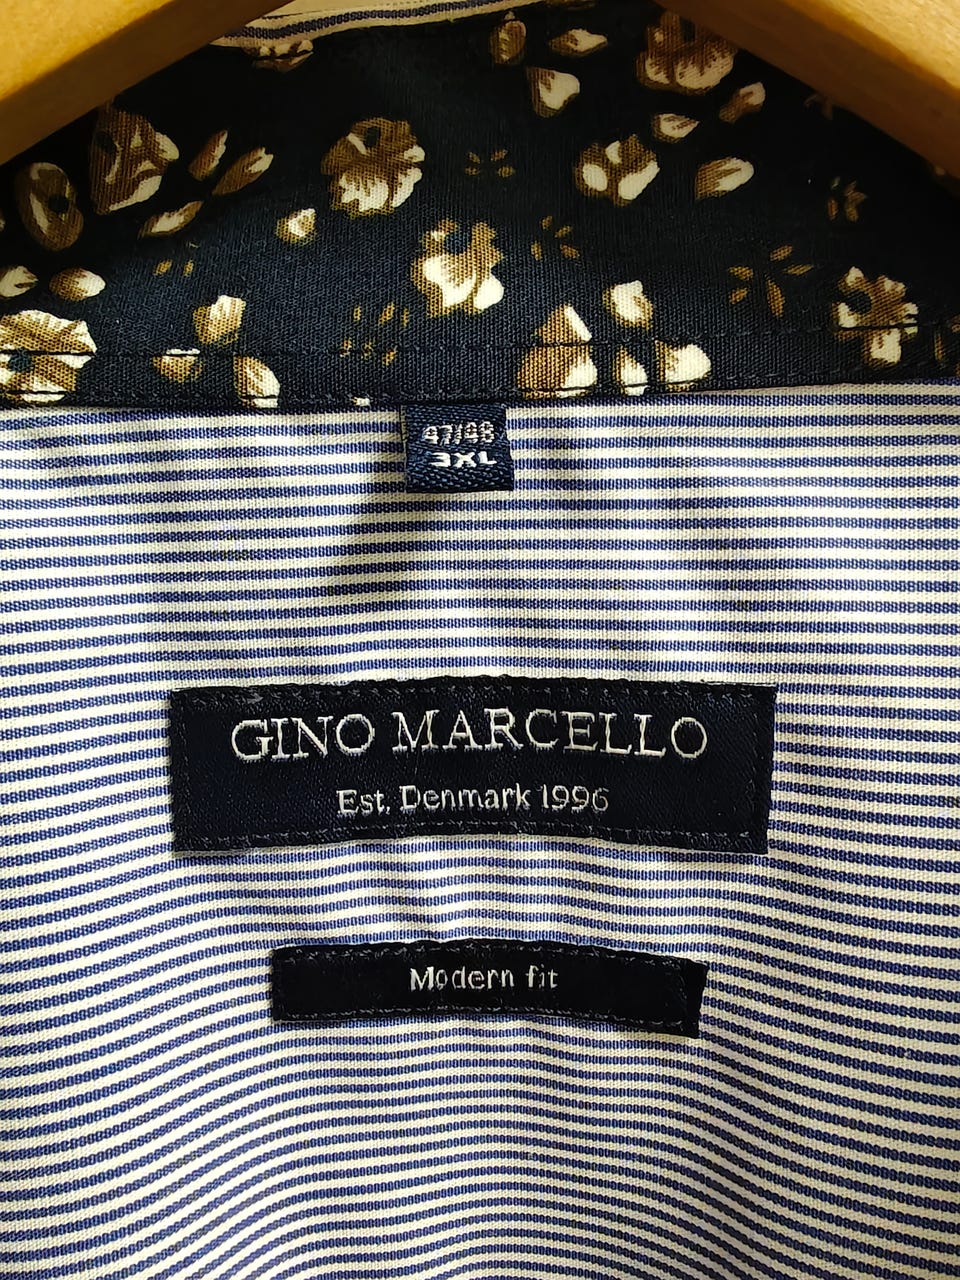 47/48
3XL
GINO MARCELLO
Est. Denmark 1996
Modern fit